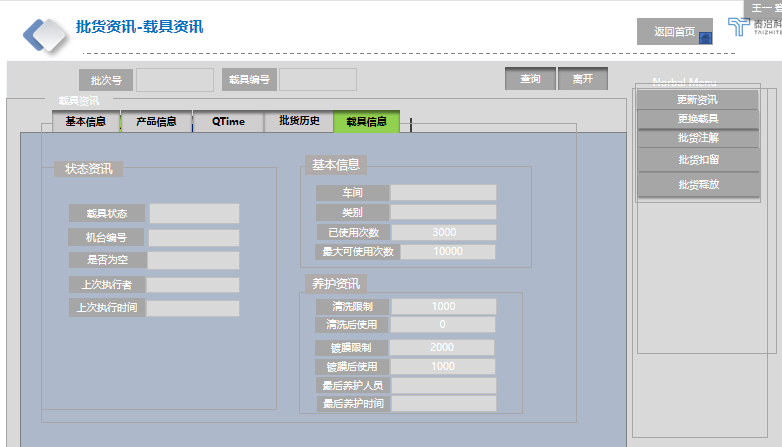 王一
批货资讯-载具资讯
返回首页
TAIZHITE
批次号
载具编号
查询
离开
Norbal Menu
载具资讯
更新资讯
更换载具
批货注解
批货扣留
批货释放
基本信息
产品信息
QTime
批货历史
载具信息
状态资讯
载具状态
机台编号
是否为空
上次执行者
上次执行时间
基本信息
车间
类别
已使用次数 3000
最大可使用次数 10000
养护资讯
清洗限制 1000
清洗后使用 0
镀膜限制 2000
镀膜后使用 1000
最后养护人员
最后养护时间